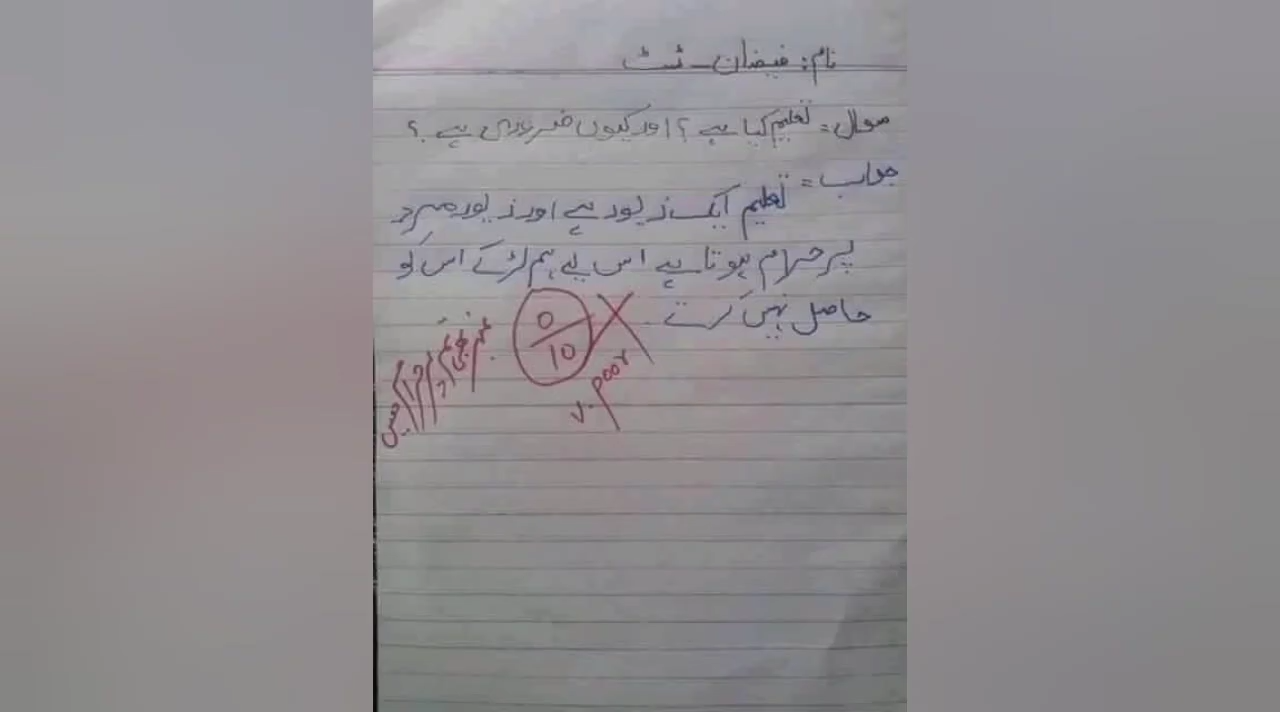 نام: فیضان - ٹسٹ
سوال = تعلیم کیا ہے ؟ اور کیوں ضروری ہے ؟
جواب =
تعلیم ایک زیور ہے اور زیور مرد
پر حرام ہوتا ہے اس لیے ہم لڑکے اس کو
حاصل نہیں کرتے -
0
10
v. poor